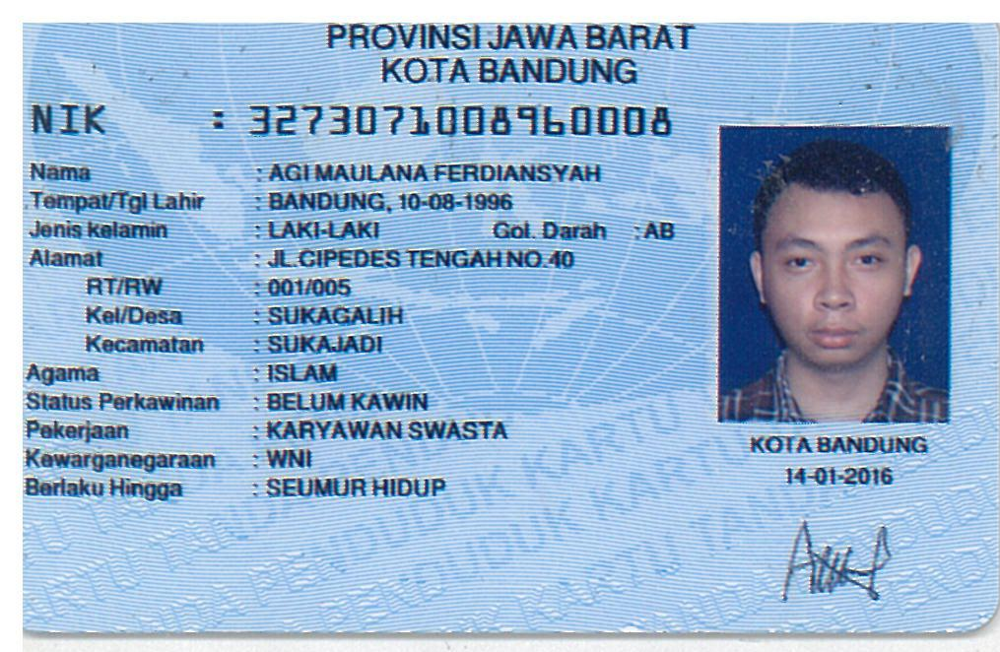 PROVINSI JAWA BARAT
KOTA BANDUNG
NIK : 3273071008960008
Nama : AGI MAULANA FERDIANSYAH
Tempat/Tgl Lahir : BANDUNG, 10-08-1996
Jenis kelamin : LAKI-LAKI Gol. Darah : AB
Alamat : JL.CIPEDES TENGAH NO.40
RT/RW : 001/005
Kel/Desa : SUKAGALIH
Kecamatan : SUKAJADI
Agama : ISLAM
Status Perkawinan : BELUM KAWIN
Pekerjaan : KARYAWAN SWASTA
Kewarganegaraan : WNI
Berlaku Hingga : SEUMUR HIDUP
KOTA BANDUNG
14-01-2016